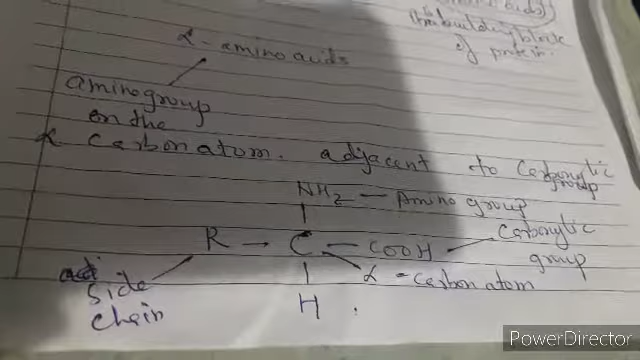 building block
of protein.
α - amino acids
amino group
on the
α Carbon atom. adjacent to Carboxylic
group
NH2 — Amino group
R — C — COOH — Carboxylic
group
α - Carbon atom
Side
Chain
H
PowerDirector